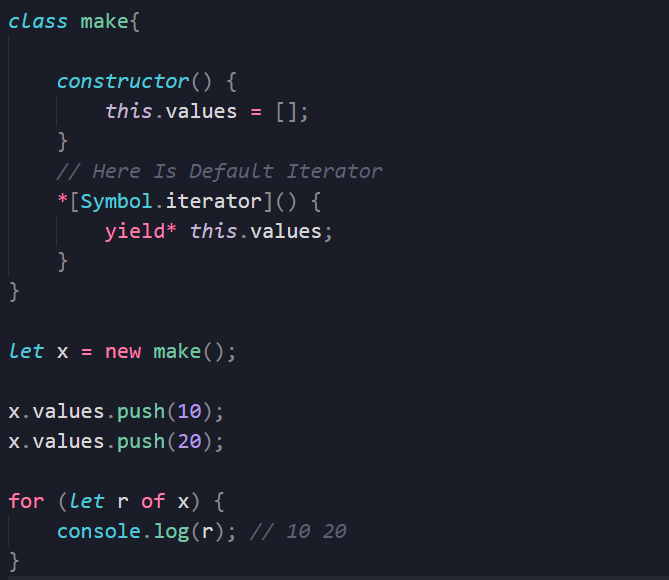 class make{
constructor() {
this.values = [];
}
// Here Is Default Iterator
*[Symbol.iterator]() {
yield* this.values;
}
}
let x = new make();
x.values.push(10);
x.values.push(20);
for (let r of x) {
console.log(r); // 10 20
}